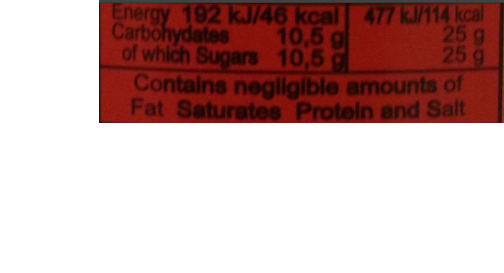 Energy 192 kJ/46 kcal 477 kJ/114 kcal
Carbohydates 10,5 g 25 g
of which Sugars 10,5 g 25 g
Contains negligible amounts of
Fat Saturates Protein and Salt